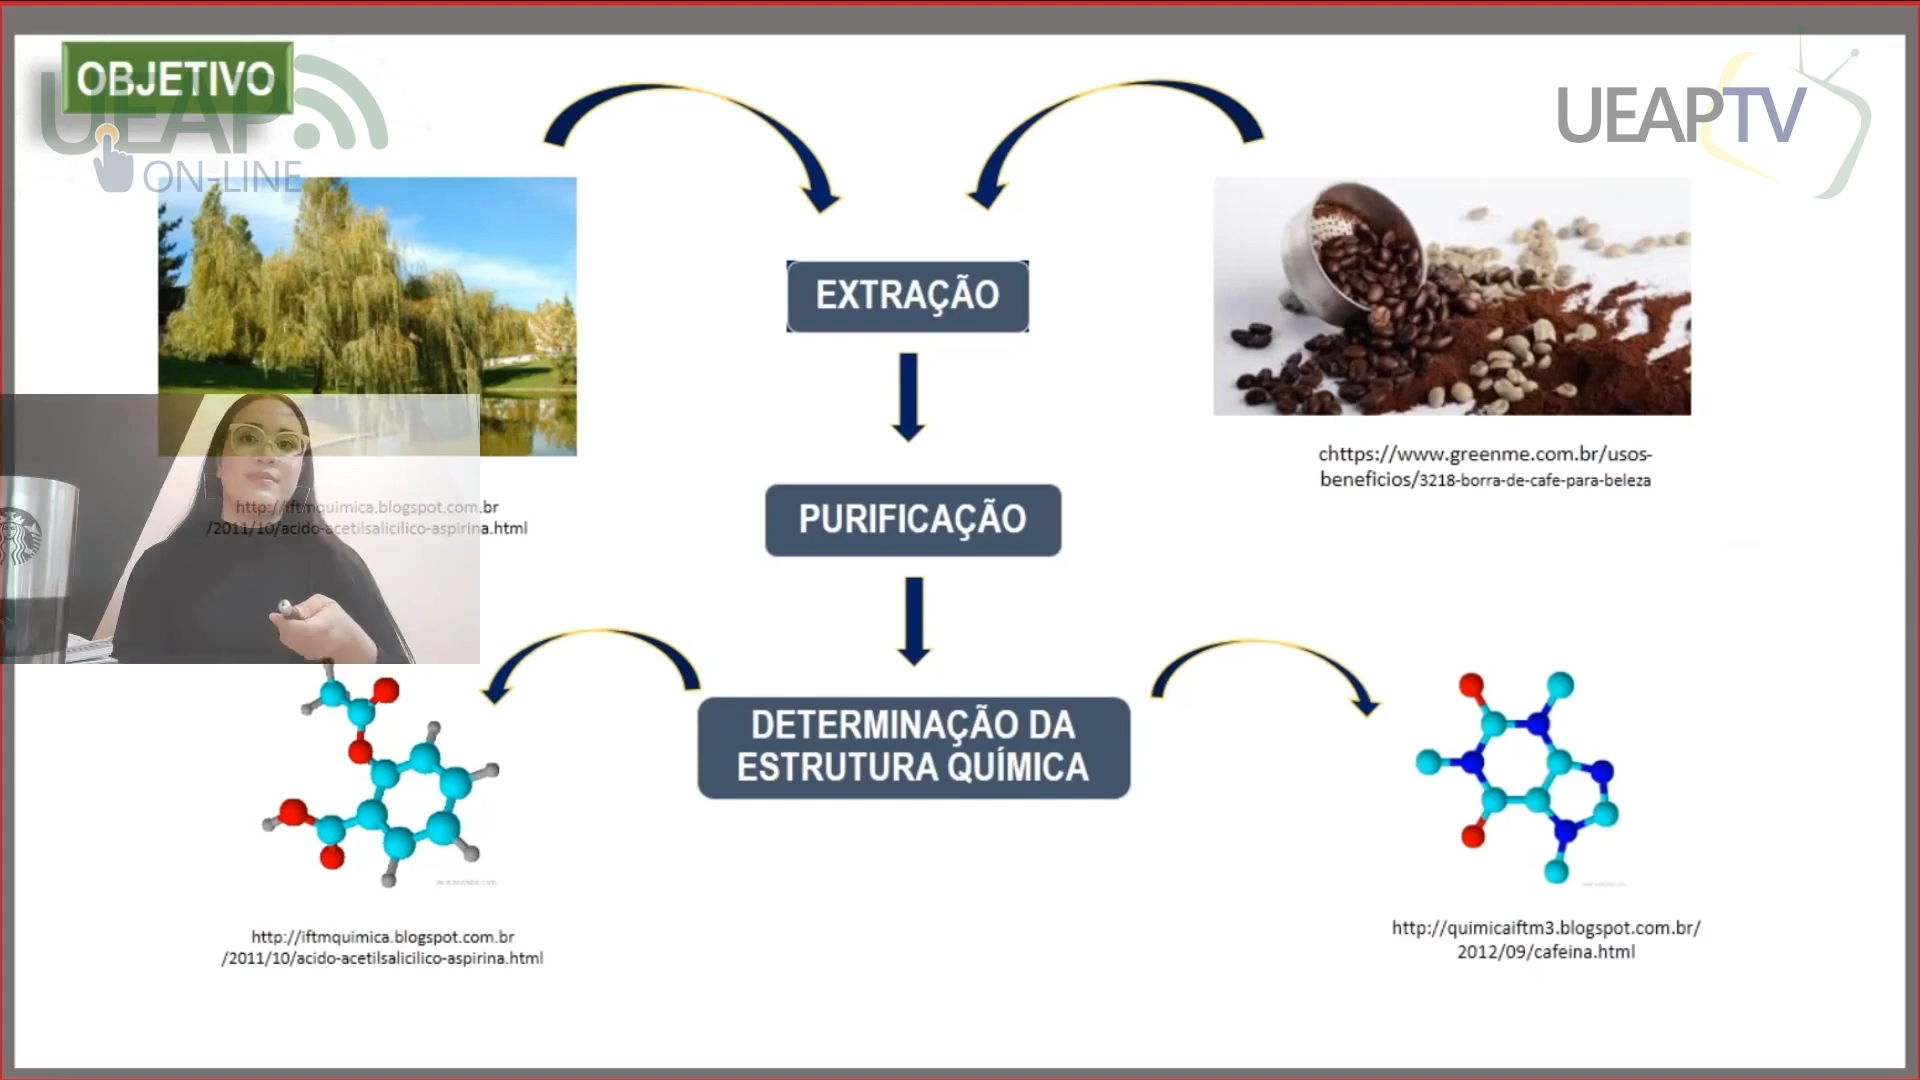 OBJETIVO
UEAP
ON-LINE
UEAPTV
EXTRAÇÃO
chttps://www.greenme.com.br/usos-
beneficios/3218-borra-de-cafe-para-beleza
http://iftmquimica.blogspot.com.br
/2011/10/acido-acetilsalicilico-aspirina.html
PURIFICAÇÃO
DETERMINAÇÃO DA
ESTRUTURA QUÍMICA
http://iftmquimica.blogspot.com.br
/2011/10/acido-acetilsalicilico-aspirina.html
http://quimicaiftm3.blogspot.com.br/
2012/09/cafeina.html